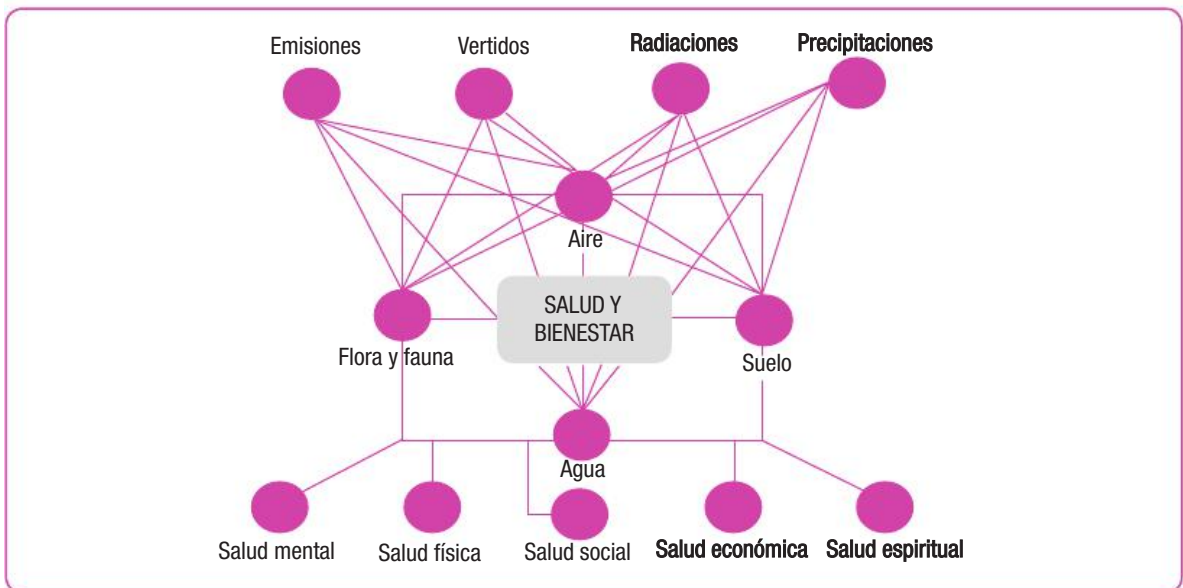 Emisiones
Vertidos
Radiaciones
Precipitaciones
Aire
SALUD Y
BIENESTAR
Flora y fauna
Suelo
Agua
Salud mental
Salud física
Salud social
Salud económica
Salud espiritual